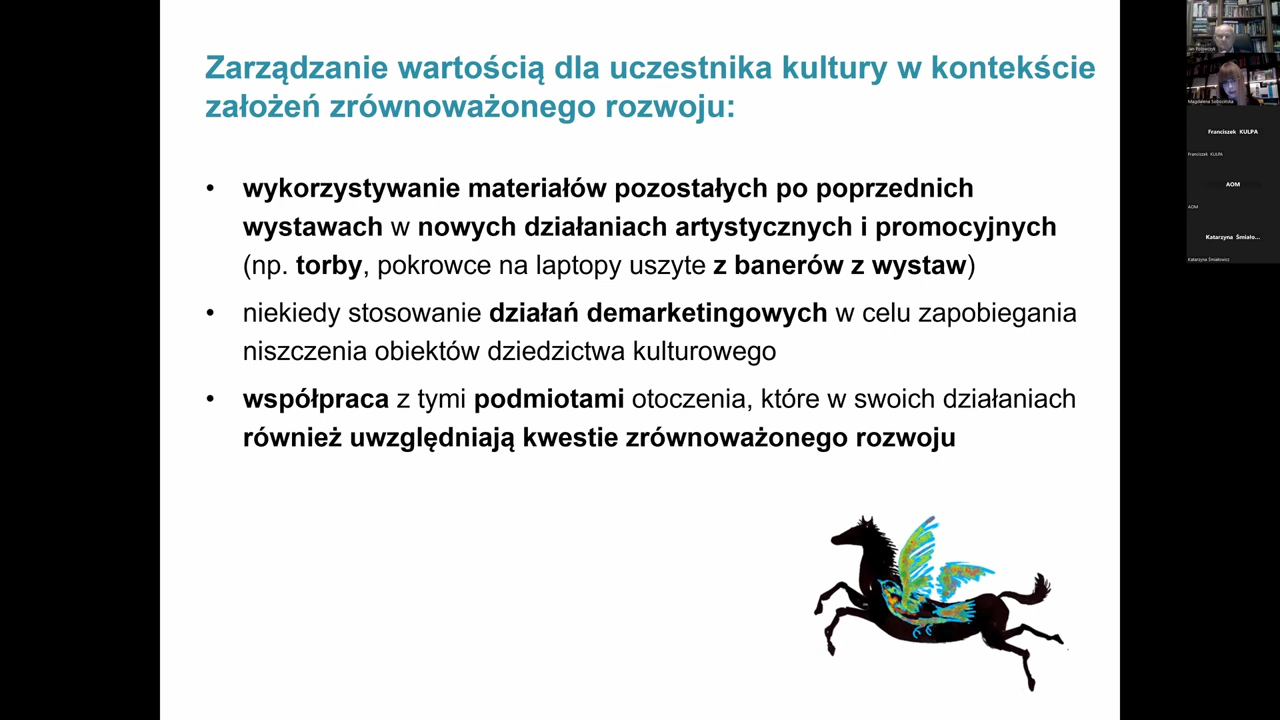 Zarządzanie wartością dla uczestnika kultury w kontekście
założeń zrównoważonego rozwoju:
• wykorzystywanie materiałów pozostałych po poprzednich
wystawach w nowych działaniach artystycznych i promocyjnych
(np. torby, pokrowce na laptopy uszyte z banerów z wystaw)
• niekiedy stosowanie działań demarketingowych w celu zapobiegania
niszczenia obiektów dziedzictwa kulturowego
• współpraca z tymi podmiotami otoczenia, które w swoich działaniach
również uwzględniają kwestie zrównoważonego rozwoju
Magdalena Sobocińska
Franciszek KULPA
Franciszek KULPA
AOM
AOM
Katarzyna Śmiało...
Katarzyna Śmiałowicz